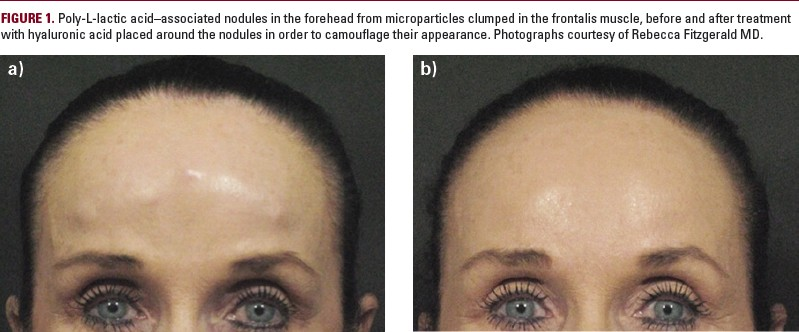 FIGURE 1. Poly-L-lactic acid–associated nodules in the forehead from microparticles clumped in the frontalis muscle, before and after treatment
with hyaluronic acid placed around the nodules in order to camouflage their appearance. Photographs courtesy of Rebecca Fitzgerald MD.
a)
b)